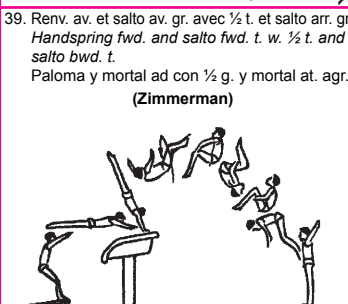 39. Renv. av. et salto av. gr. avec ½ t. et salto arr. gr
Handspring fwd. and salto fwd. t. w. ½ t. and
salto bwd. t.
Paloma y mortal ad con ½ g. y mortal at. agr.
(Zimmerman)